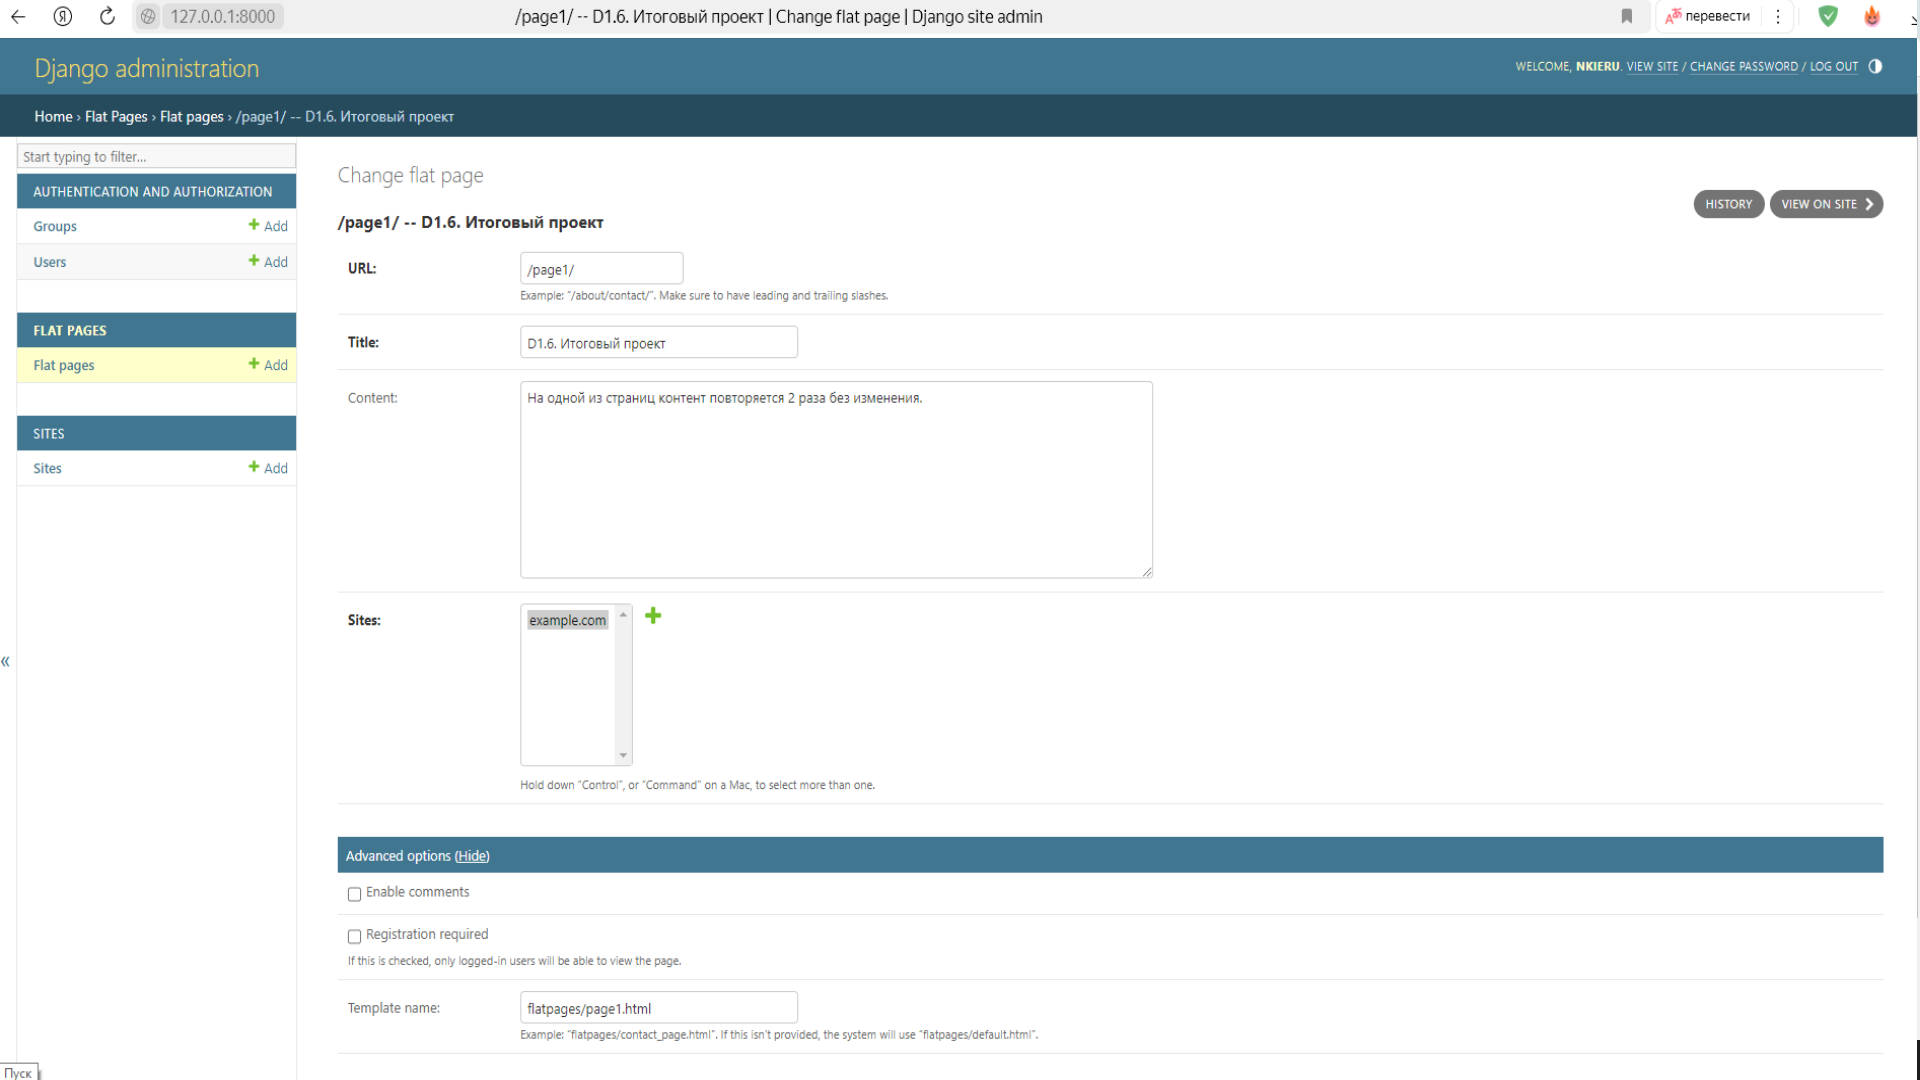 127.0.0.1:8000
/page1/ -- D1.6. Итоговый проект | Change flat page | Django site admin
перевести
Django administration
WELCOME, NKIERU. VIEW SITE / CHANGE PASSWORD / LOG OUT
Home › Flat Pages › Flat pages › /page1/ -- D1.6. Итоговый проект
Start typing to filter...
AUTHENTICATION AND AUTHORIZATION
Groups
Add
Users
Add
FLAT PAGES
Flat pages
Add
SITES
Sites
Add
Change flat page
HISTORY
VIEW ON SITE
/page1/ -- D1.6. Итоговый проект
URL:
/page1/
Example: “/about/contact/”. Make sure to have leading and trailing slashes.
Title:
D1.6. Итоговый проект
Content:
На одной из страниц контент повторяется 2 раза без изменения.
Sites:
example.com
Hold down “Control”, or “Command” on a Mac, to select more than one.
Advanced options (Hide)
Enable comments
Registration required
If this is checked, only logged-in users will be able to view the page.
Template name:
flatpages/page1.html
Example: “flatpages/contact_page.html”. If this isn’t provided, the system will use “flatpages/default.html”.
Пуск